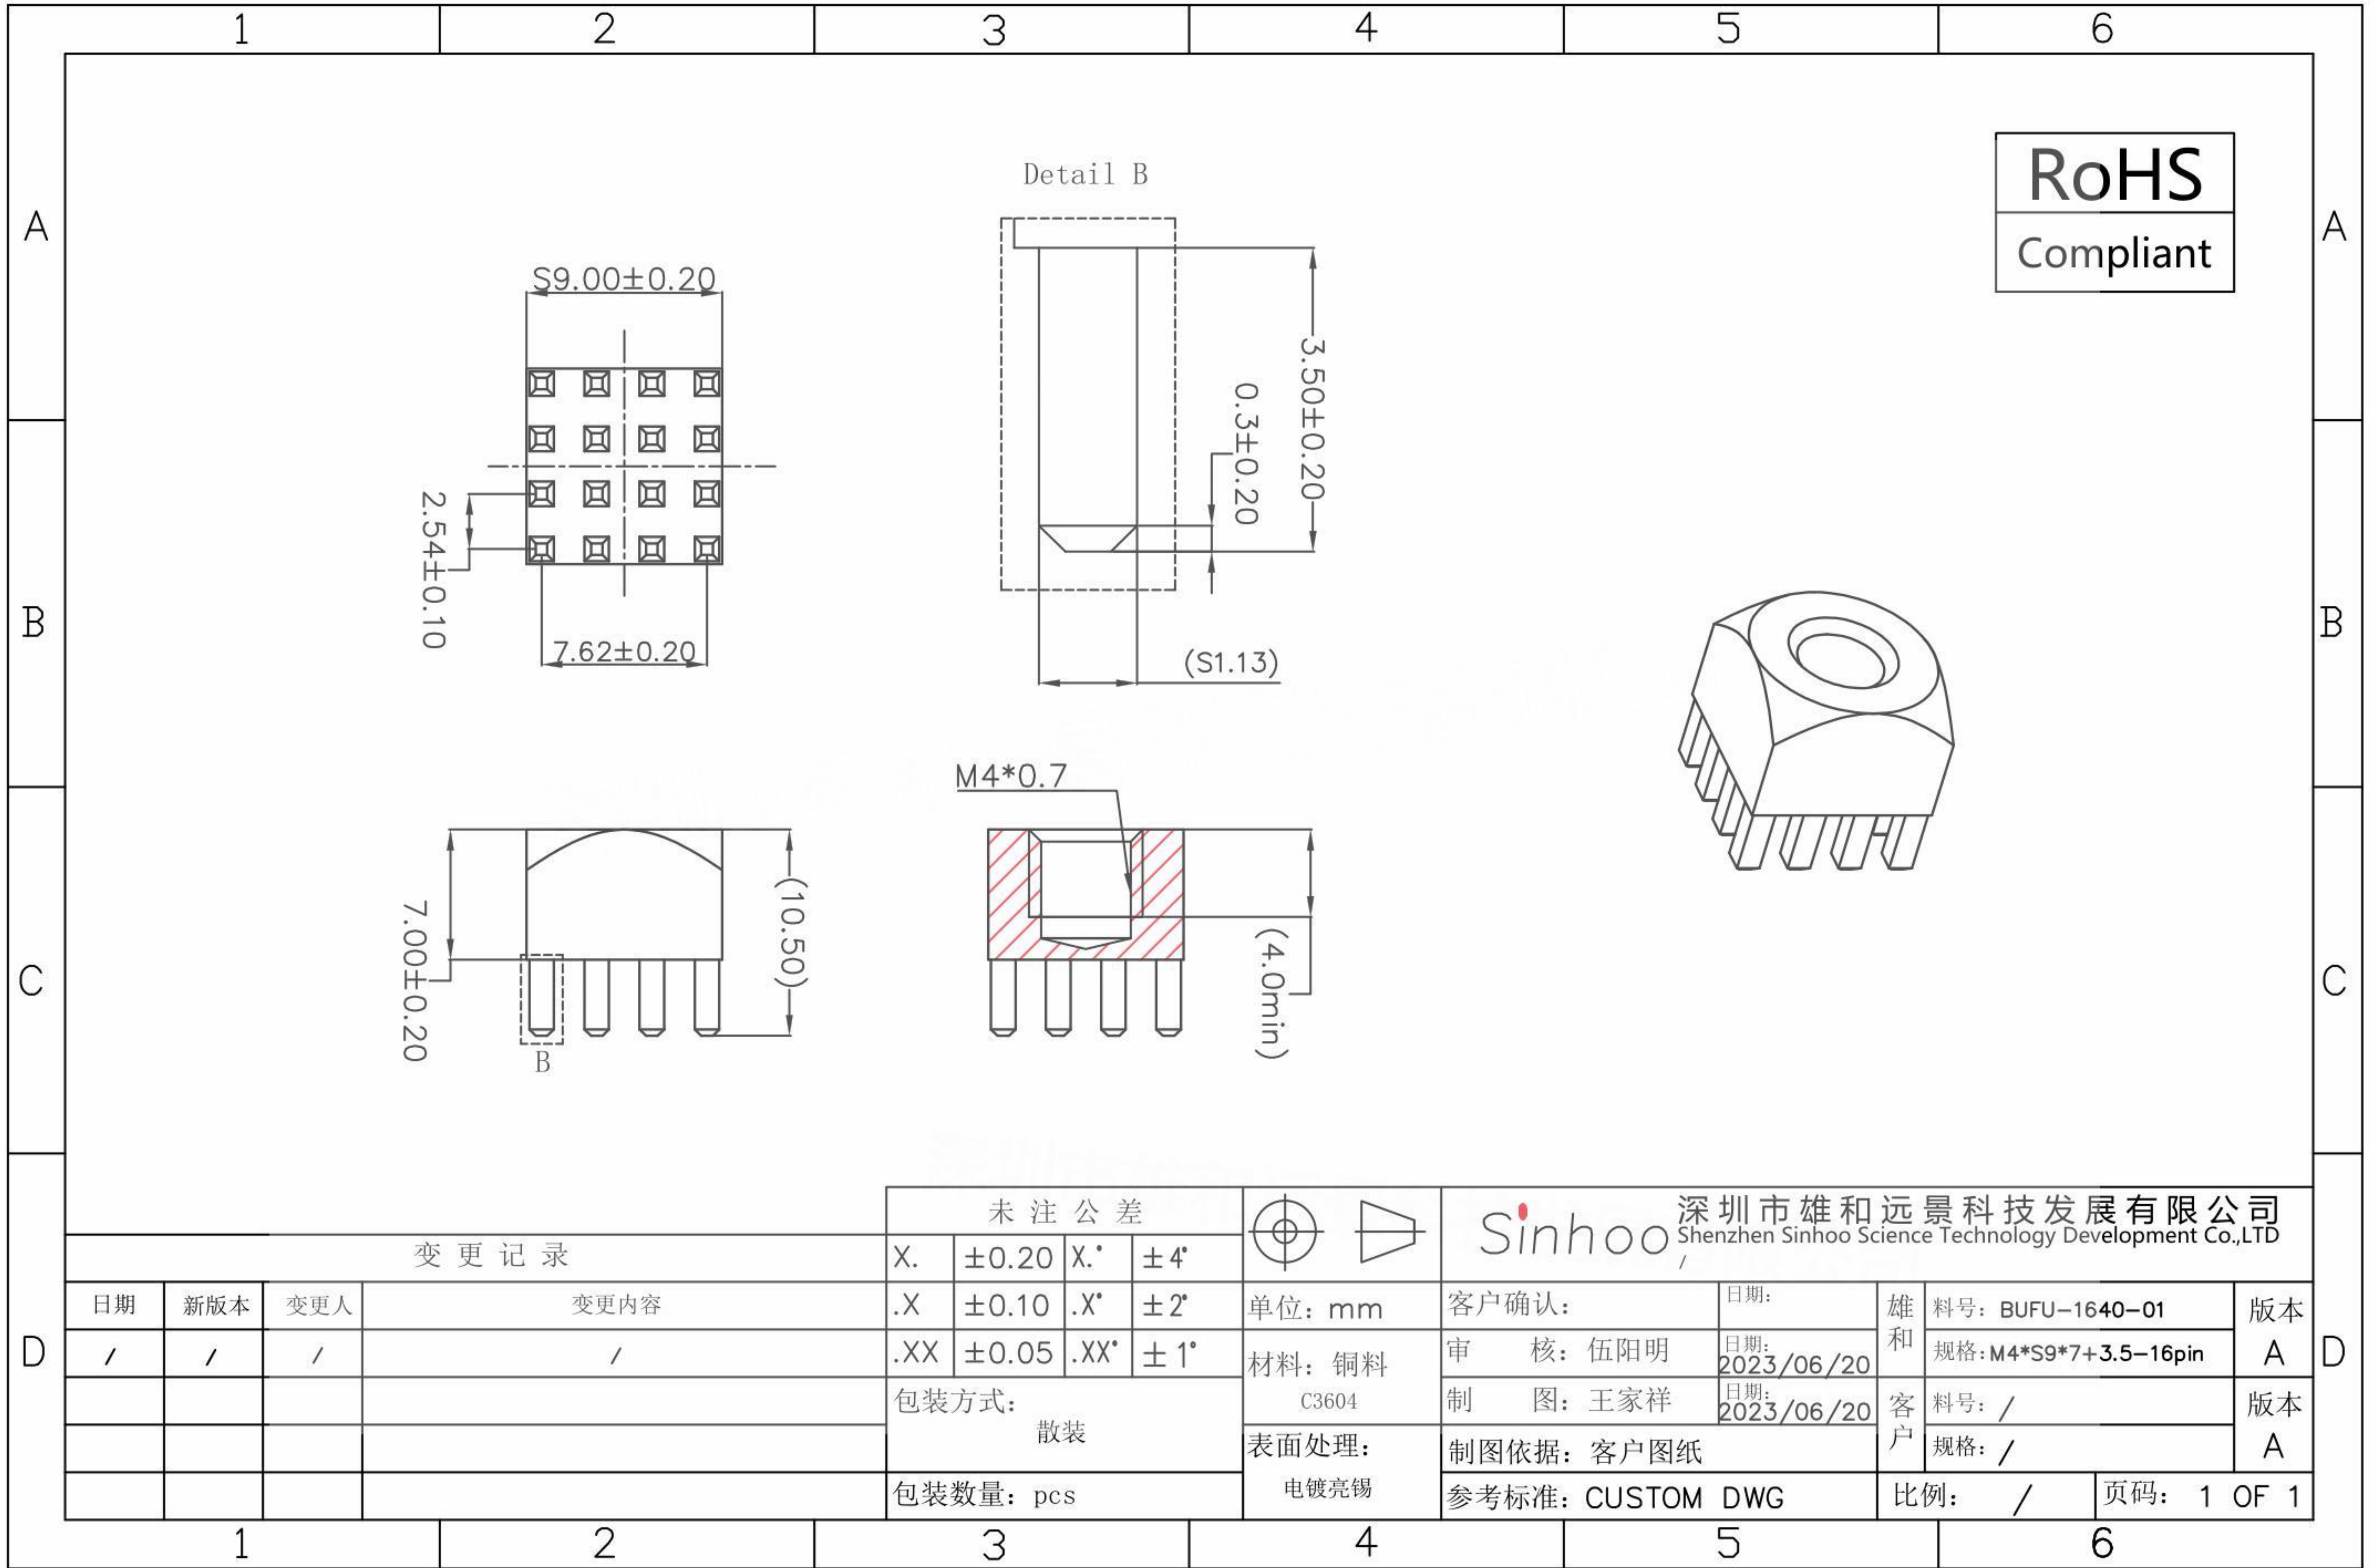 1 2 3 4 5 6
A
B
C
D
A
B
C
D
RoHS
Compliant
Detail B
S9.00±0.20
2.54±0.10
7.62±0.20
3.50±0.20
0.3±0.20
(S1.13)
7.00±0.20
(10.50)
B
M4*0.7
(4.0min)
变更记录
日期 新版本 变更人 变更内容
/ / / /
未注公差
X. ±0.20 X.° ±4°
.X ±0.10 .X° ±2°
.XX ±0.05 .XX° ±1°
包装方式:
散装
包装数量: pcs
单位: mm
材料: 铜料
C3604
表面处理:
电镀亮锡
Sinhoo
深圳市雄和远景科技发展有限公司
Shenzhen Sinhoo Science Technology Development Co.,LTD
/
客户确认: 日期:
审 核: 伍阳明 日期: 2023/06/20
制 图: 王家祥 日期: 2023/06/20
制图依据: 客户图纸
参考标准: CUSTOM DWG
雄和
料号: BUFU-1640-01
规格: M4*S9*7+3.5-16pin
版本
A
客户
料号: /
规格: /
版本
A
比例: /
页码: 1 OF 1
1 2 3 4 5 6